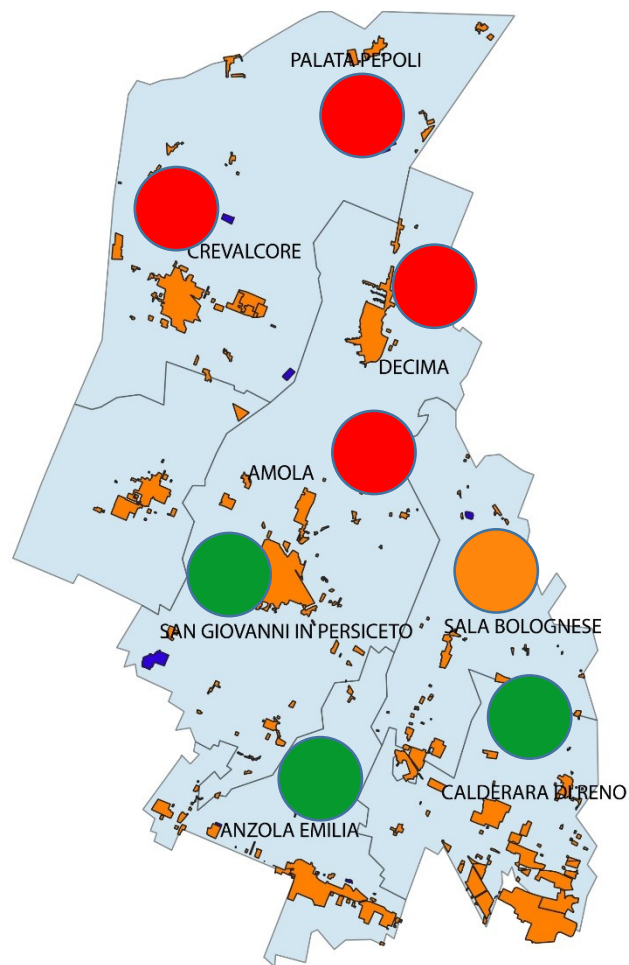 PALATA PEPOLI
CREVALCORE
DECIMA
AMOLA
SAN GIOVANNI IN PERSICETO
SALA BOLOGNESE
CALDERARA DI RENO
ANZOLA EMILIA